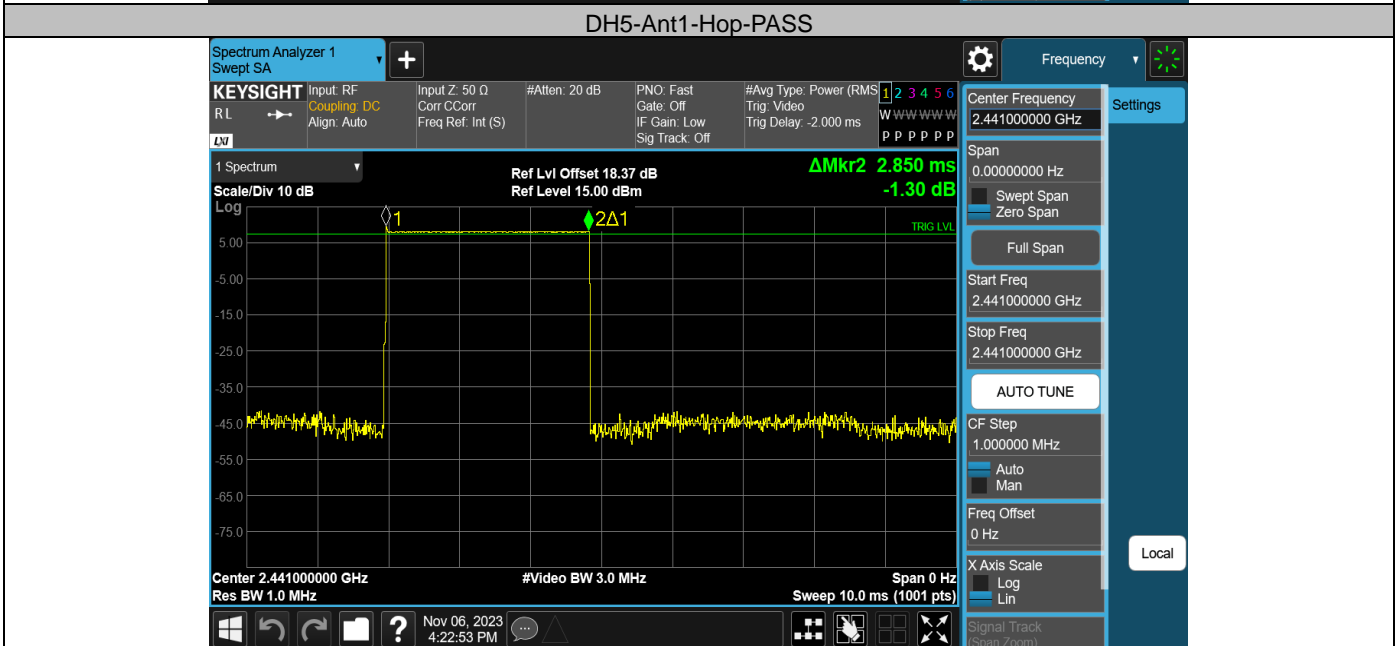 DH5-Ant1-Hop-PASS
Spectrum Analyzer 1
Swept SA
+
Frequency
KEYSIGHT
RL
LXI
Input: RF
Coupling: DC
Align: Auto
Input Z: 50 Ω
Corr CCorr
Freq Ref: Int (S)
#Atten: 20 dB
PNO: Fast
Gate: Off
IF Gain: Low
Sig Track: Off
#Avg Type: Power (RMS
Trig: Video
Trig Delay: -2.000 ms
1 2 3 4 5 6
W W W W W W
P P P P P P
Center Frequency
2.441000000 GHz
Settings
Span
0.00000000 Hz
Swept Span
Zero Span
Full Span
Start Freq
2.441000000 GHz
Stop Freq
2.441000000 GHz
AUTO TUNE
CF Step
1.000000 MHz
Auto
Man
Freq Offset
0 Hz
X Axis Scale
Log
Lin
Signal Track
(Span Zoom)
Local
1 Spectrum
Scale/Div 10 dB
Log
Ref Lvl Offset 18.37 dB
Ref Level 15.00 dBm
ΔMkr2 2.850 ms
-1.30 dB
1
2Δ1
TRIG LVL
5.00
-5.00
-15.0
-25.0
-35.0
-45.0
-55.0
-65.0
-75.0
Center 2.441000000 GHz
Res BW 1.0 MHz
#Video BW 3.0 MHz
Span 0 Hz
Sweep 10.0 ms (1001 pts)
?
Nov 06, 2023
4:22:53 PM